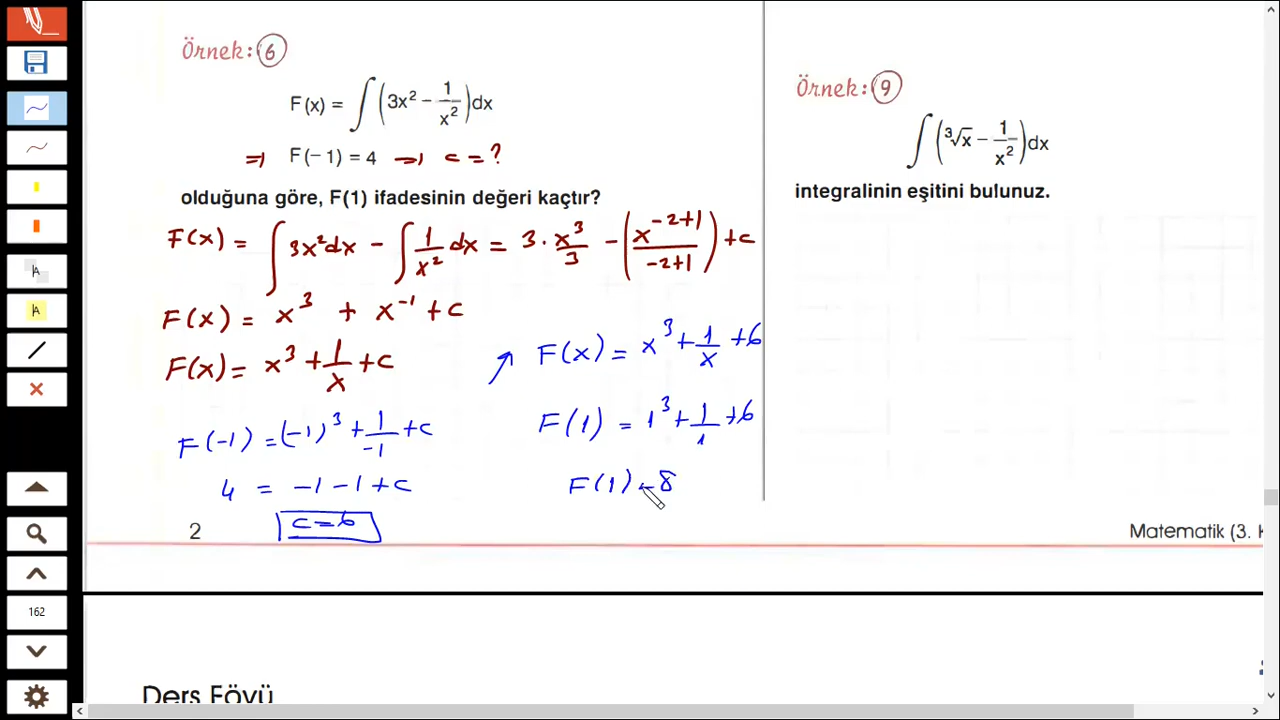 Örnek: 6
F(x) = ∫(3x² − 1/x²)dx
⇒ F(− 1) = 4 ⇒ c = ?
olduğuna göre, F(1) ifadesinin değeri kaçtır?
F(x) = ∫3x²dx − ∫1/x² dx = 3 · x³/3 − (x⁻²⁺¹/−2+1) + c
F(x) = x³ + x⁻¹ + c
F(x) = x³ + 1/x + c
F(−1) = (−1)³ + 1/−1 + c
4 = −1 −1 + c
c = 6
F(x) = x³ + 1/x + 6
F(1) = 1³ + 1/1 + 6
F(1) = 8
2
Örnek: 9
∫(³√x − 1/x²)dx
integralinin eşitini bulunuz.
Matematik (3. K
Ders Föyü
A
A
162